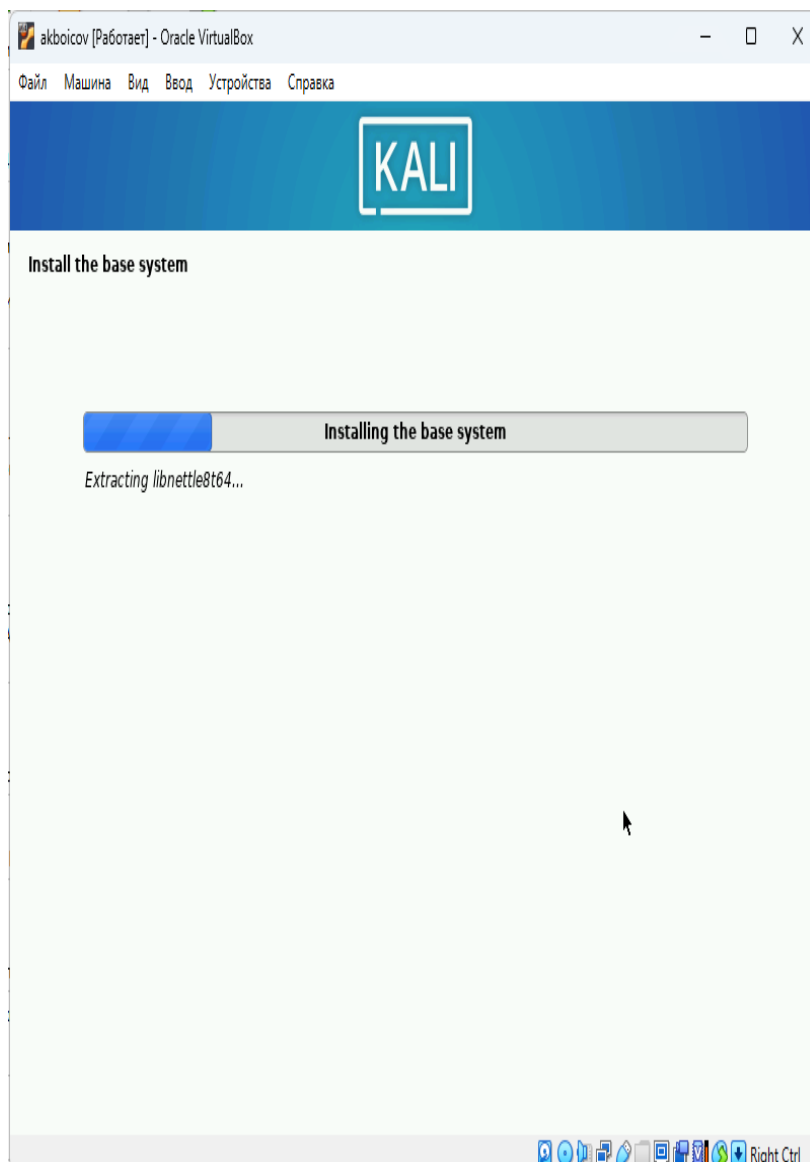 akboicov [Работает] - Oracle VirtualBox
Файл Машина Вид Ввод Устройства Справка
KALI
Install the base system
Installing the base system
Extracting libnettle8t64...
Right Ctrl